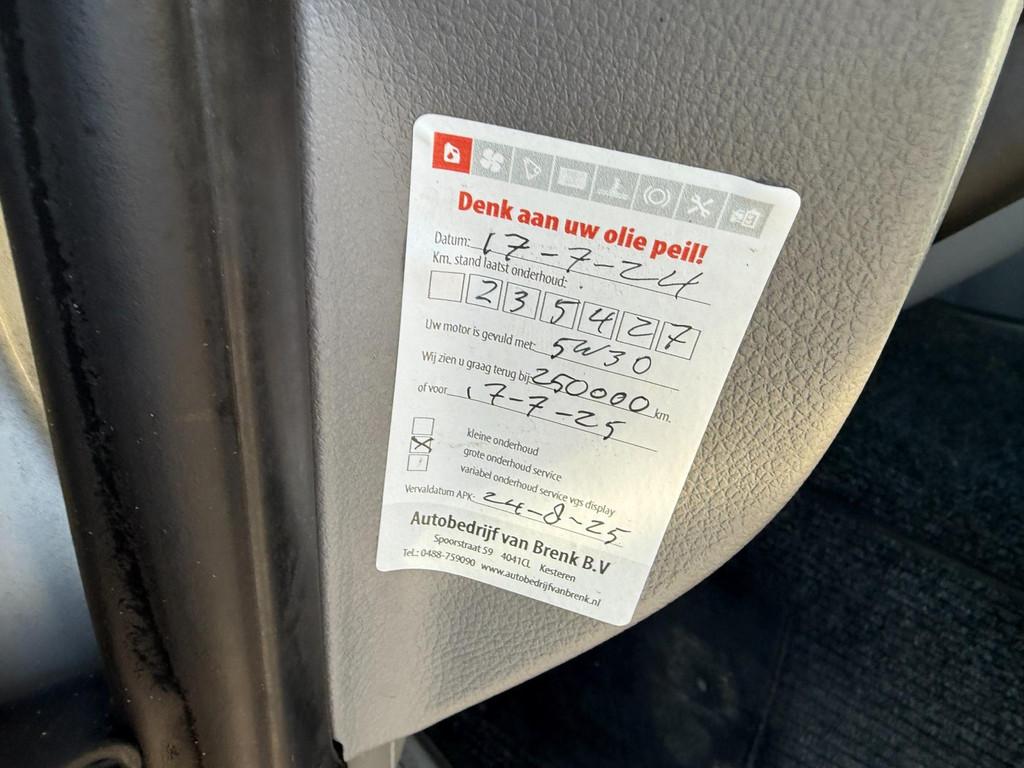 Denk aan uw olie peil!
Datum: 17-7-24
Km. stand laatst onderhoud:
235427
Uw motor is gevuld met: 5W30
Wij zien u graag terug bij: 250000 km.
of voor 17-7-25
kleine onderhoud
grote onderhoud service
variabel onderhoud service vgs display
Vervaldatum APK: 24-8-25
Autobedrijf van Brenk B.V
Spoorstraat 59 4041CL Kesteren
Tel.: 0488-759090 www.autobedrijfvanbrenk.nl